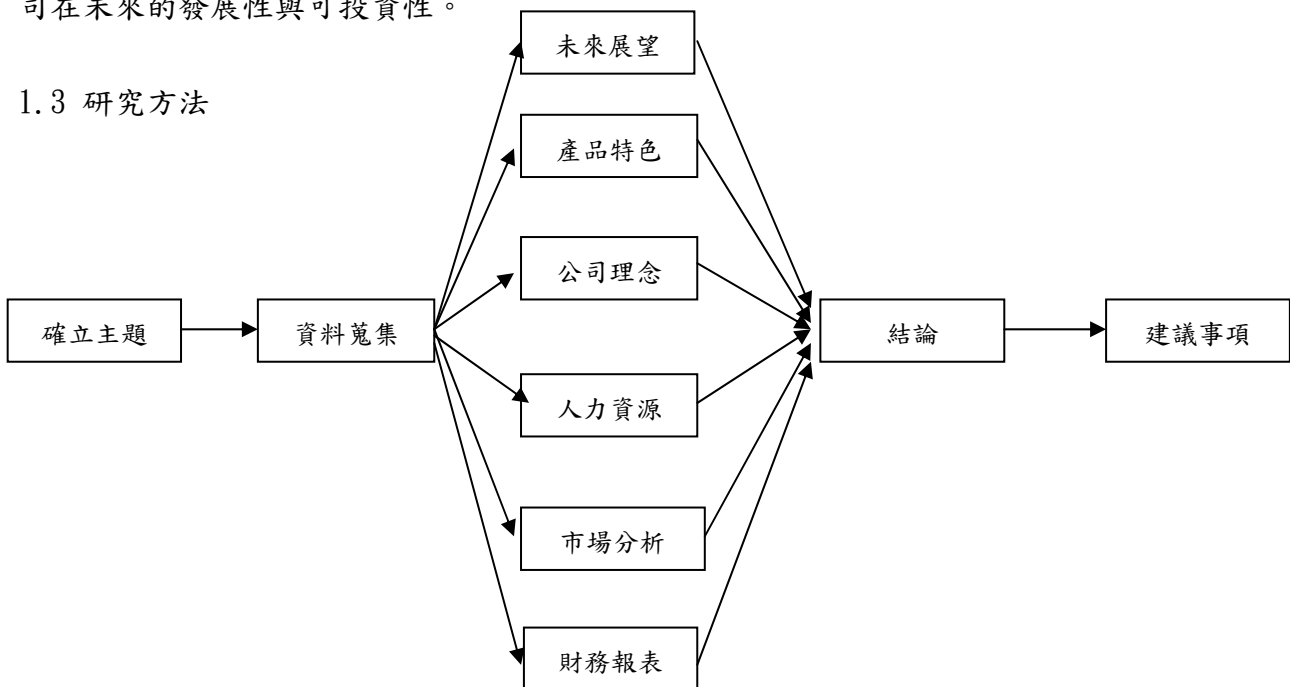 司在未來的發展性與可投資性。
1.3 研究方法
未來展望
產品特色
公司理念
確立主題
資料蒐集
結論
建議事項
人力資源
市場分析
財務報表